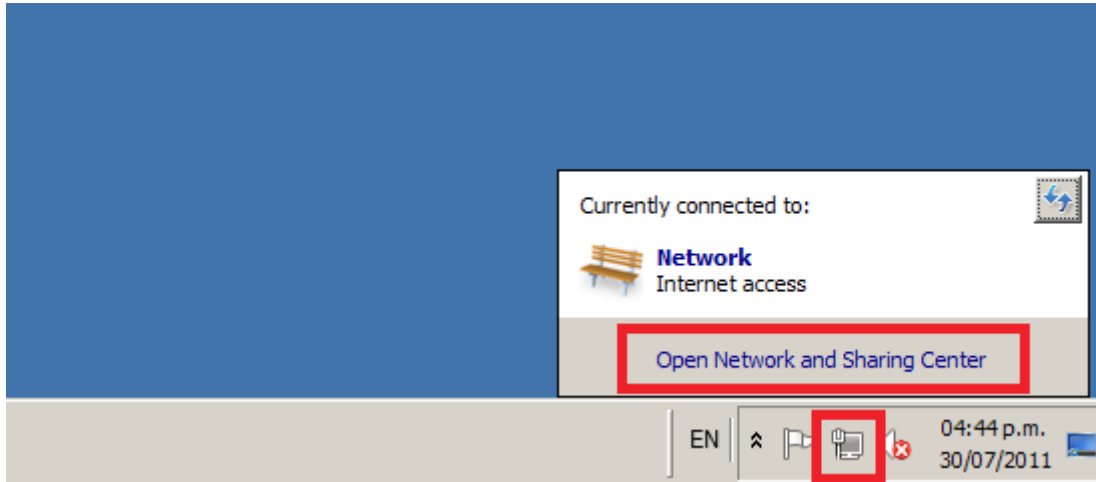 Currently connected to:
Network
Internet access
Open Network and Sharing Center
EN
04:44 p.m.
30/07/2011